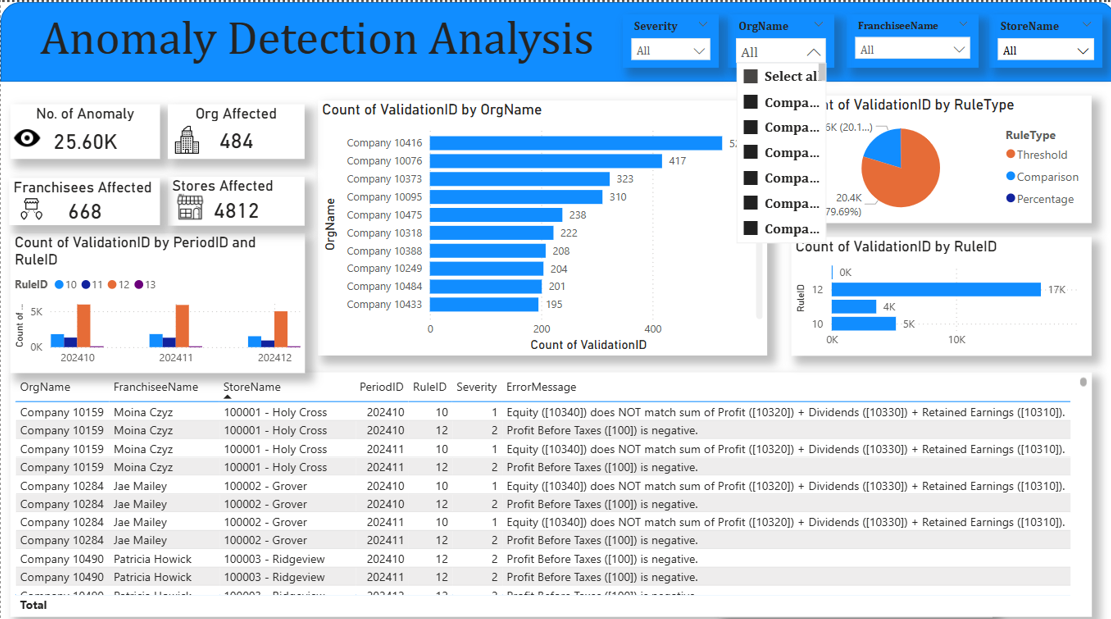 Anomaly Detection Analysis
Severity
All
OrgName
All
FranchiseeName
All
StoreName
All
Select al
Compa...
Compa...
Compa...
Compa...
Compa...
Compa...
No. of Anomaly
25.60K
Org Affected
484
Franchisees Affected
668
Stores Affected
4812
Count of ValidationID by PeriodID and
RuleID
RuleID 10 11 12 13
Count of ...
5K
0K
202410 202411 202412
Count of ValidationID by OrgName
OrgName
Company 10416
Company 10076 417
Company 10373 323
Company 10095 310
Company 10475 238
Company 10318 222
Company 10388 208
Company 10249 204
Company 10484 201
Company 10433 195
0 200 400
Count of ValidationID
nt of ValidationID by RuleType
6K (20.1...)
20.4K
79.69%)
RuleType
Threshold
Comparison
Percentage
Count of ValidationID by RuleID
RuleID
0K
12 17K
4K
10 5K
0K 10K
OrgName FranchiseeName StoreName PeriodID RuleID Severity ErrorMessage
Company 10159 Moina Czyz 100001 - Holy Cross 202410 10 1 Equity ([10340]) does NOT match sum of Profit ([10320]) + Dividends ([10330]) + Retained Earnings ([10310]).
Company 10159 Moina Czyz 100001 - Holy Cross 202410 12 2 Profit Before Taxes ([100]) is negative.
Company 10159 Moina Czyz 100001 - Holy Cross 202411 10 1 Equity ([10340]) does NOT match sum of Profit ([10320]) + Dividends ([10330]) + Retained Earnings ([10310]).
Company 10159 Moina Czyz 100001 - Holy Cross 202411 12 2 Profit Before Taxes ([100]) is negative.
Company 10284 Jae Mailey 100002 - Grover 202410 10 1 Equity ([10340]) does NOT match sum of Profit ([10320]) + Dividends ([10330]) + Retained Earnings ([10310]).
Company 10284 Jae Mailey 100002 - Grover 202410 12 2 Profit Before Taxes ([100]) is negative.
Company 10284 Jae Mailey 100002 - Grover 202411 10 1 Equity ([10340]) does NOT match sum of Profit ([10320]) + Dividends ([10330]) + Retained Earnings ([10310]).
Company 10284 Jae Mailey 100002 - Grover 202411 12 2 Profit Before Taxes ([100]) is negative.
Company 10490 Patricia Howick 100003 - Ridgeview 202410 12 2 Profit Before Taxes ([100]) is negative.
Company 10490 Patricia Howick 100003 - Ridgeview 202411 12 2 Profit Before Taxes ([100]) is negative.
Total